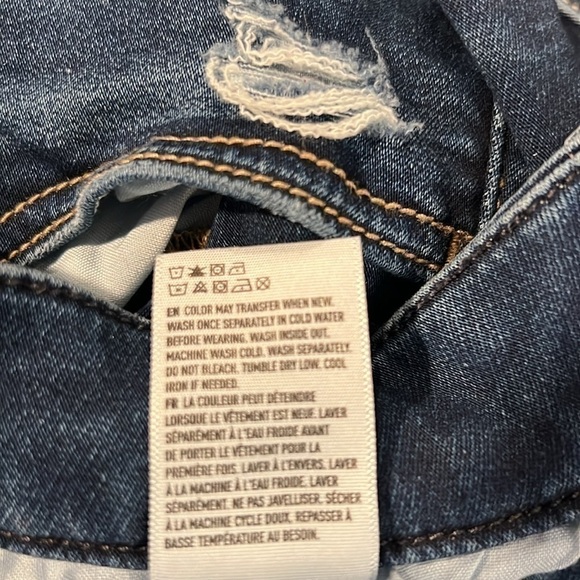 EN COLOR MAY TRANSFER WHEN NEW.
WASH ONCE SEPARATELY IN COLD WATER
BEFORE WEARING. WASH INSIDE OUT.
MACHINE WASH COLD. WASH SEPARATELY.
DO NOT BLEACH. TUMBLE DRY LOW. COOL
IRON IF NEEDED.
FR LA COULEUR PEUT DÉTEINDRE
LORSQUE LE VÊTEMENT EST NEUF. LAVER
SÉPARÉMENT À L'EAU FROIDE AVANT
DE PORTER LE VÊTEMENT POUR LA
PREMIÈRE FOIS. LAVER À L'ENVERS. LAVER
À LA MACHINE À L'EAU FROIDE. LAVER
SÉPARÉMENT. NE PAS JAVELLISER. SÉCHER
À LA MACHINE CYCLE DOUX. REPASSER À
BASSE TEMPÉRATURE AU BESOIN.